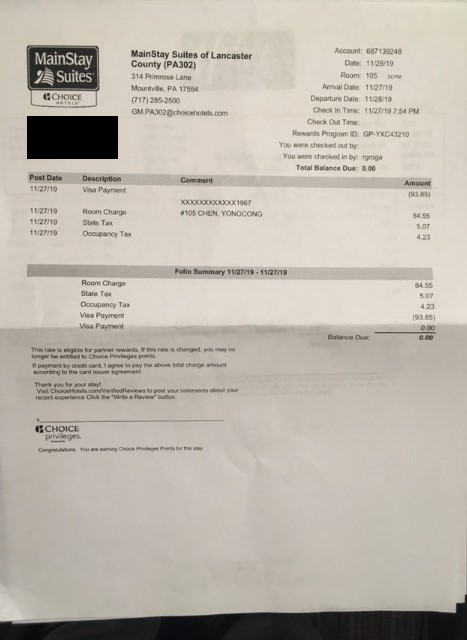 MainStay
Suites
CHOICE
HOTELS
MainStay Suites of Lancaster
County (PA302)
314 Primrose Lane
Mountville, PA 17554
(717) 285-2500
GM.PA302@choicehotels.com
Account: 687139248
Date: 11/28/19
Room: 105 SCPM
Arrival Date: 11/27/19
Departure Date: 11/28/19
Check In Time: 11/27/19 7:54 PM
Check Out Time:
Rewards Program ID: GP-YXC43210
You were checked out by:
You were checked in by: rgroga
Total Balance Due: 0.00
Post Date Description Comment Amount
11/27/19 Visa Payment (93.85)
XXXXXXXXXXXX1967
11/27/19 Room Charge #105 CHEN, YONGCONG 84.55
11/27/19 State Tax 5.07
11/27/19 Occupancy Tax 4.23
Folio Summary 11/27/19 - 11/27/19
Room Charge 84.55
State Tax 5.07
Occupancy Tax 4.23
Visa Payment (93.85)
Visa Payment 0.00
Balance Due: 0.00
This rate is eligible for partner rewards. If this rate is changed, you may no
longer be entitled to Choice Privileges points.
If payment by credit card, I agree to pay the above total charge amount
according to the card issuer agreement.
Thank you for your stay!
Visit ChoiceHotels.com/VerifiedReviews to post your comments about your
recent experience Click the "Write a Review" button.
x
CHOICE
privileges.
Congratulations. You are earning Choice Privileges Points for this stay.